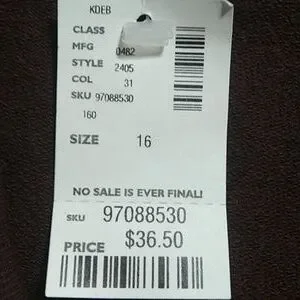 KDEB
CLASS
MFG 0482
STYLE 2405
COL 31
SKU 97088530
160
SIZE 16
NO SALE IS EVER FINAL!
SKU 97088530
PRICE $36.50